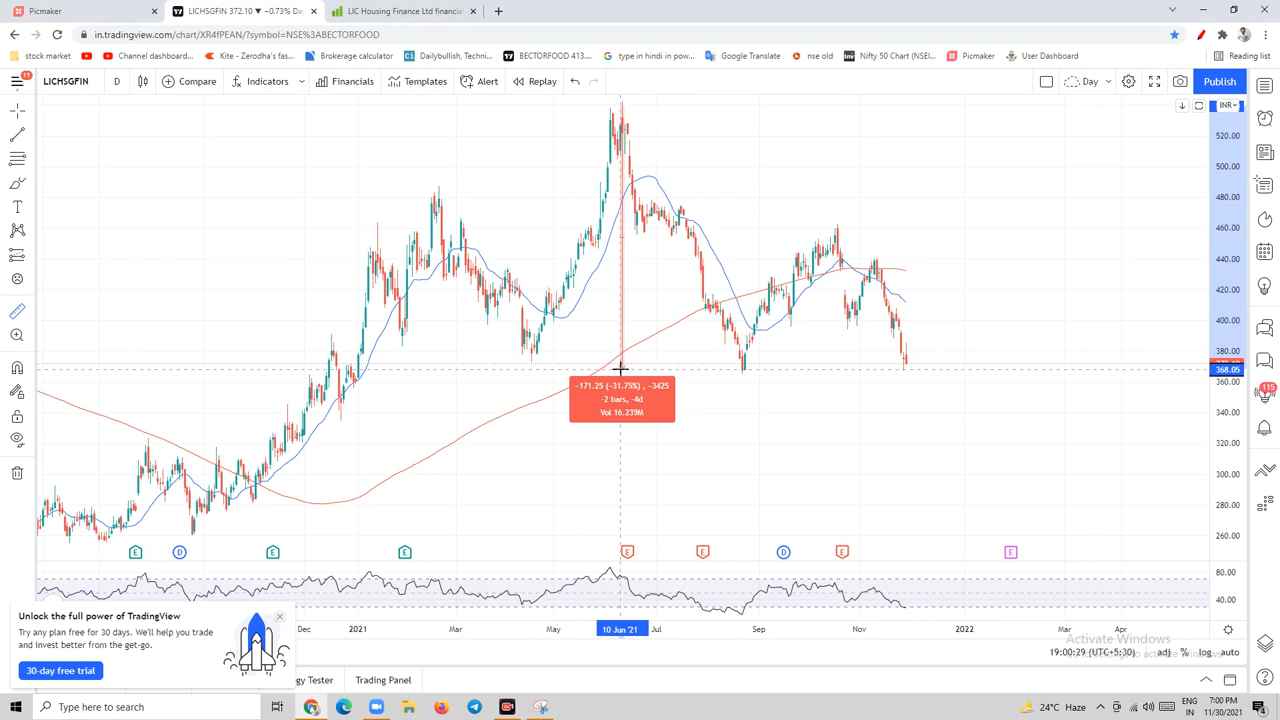 Picmaker
LICHSGFIN 372.10 ▼ −0.73% Da
LIC Housing Finance Ltd financial
in.tradingview.com/chart/XR4fPEAN/?symbol=NSE%3ABECTORFOOD
stock market
Channel dashboard...
Kite - Zerodha's fas...
Brokerage calculator
Dailybullish, Techni...
BECTORFOOD 413....
type in hindi in pow...
Google Translate
nse old
Nifty 50 Chart (NSEI...
Picmaker
User Dashboard
Reading list
11
LICHSGFIN
D
Compare
Indicators
Financials
Templates
Alert
Replay
Day
Publish
INR
520.00
500.00
480.00
460.00
440.00
420.00
400.00
380.00
368.05
360.00
340.00
320.00
300.00
280.00
260.00
80.00
40.00
−171.25 (−31.75%) , −3425
-2 bars, -4d
Vol 16.239M
115
E
D
E
E
E
E
D
E
E
Unlock the full power of TradingView
Try any plan free for 30 days. We'll help you trade
and invest better from the get-go.
30-day free trial
Dec
2021
Mar
May
10 Jun '21
Jul
Sep
Nov
2022
Mar
Apr
Activate Windows
19:00:29 (UTC+5:30)
adj
%
log
auto
gy Tester
Trading Panel
Type here to search
24°C Haze
ENG
IN
7:00 PM
11/30/2021
4